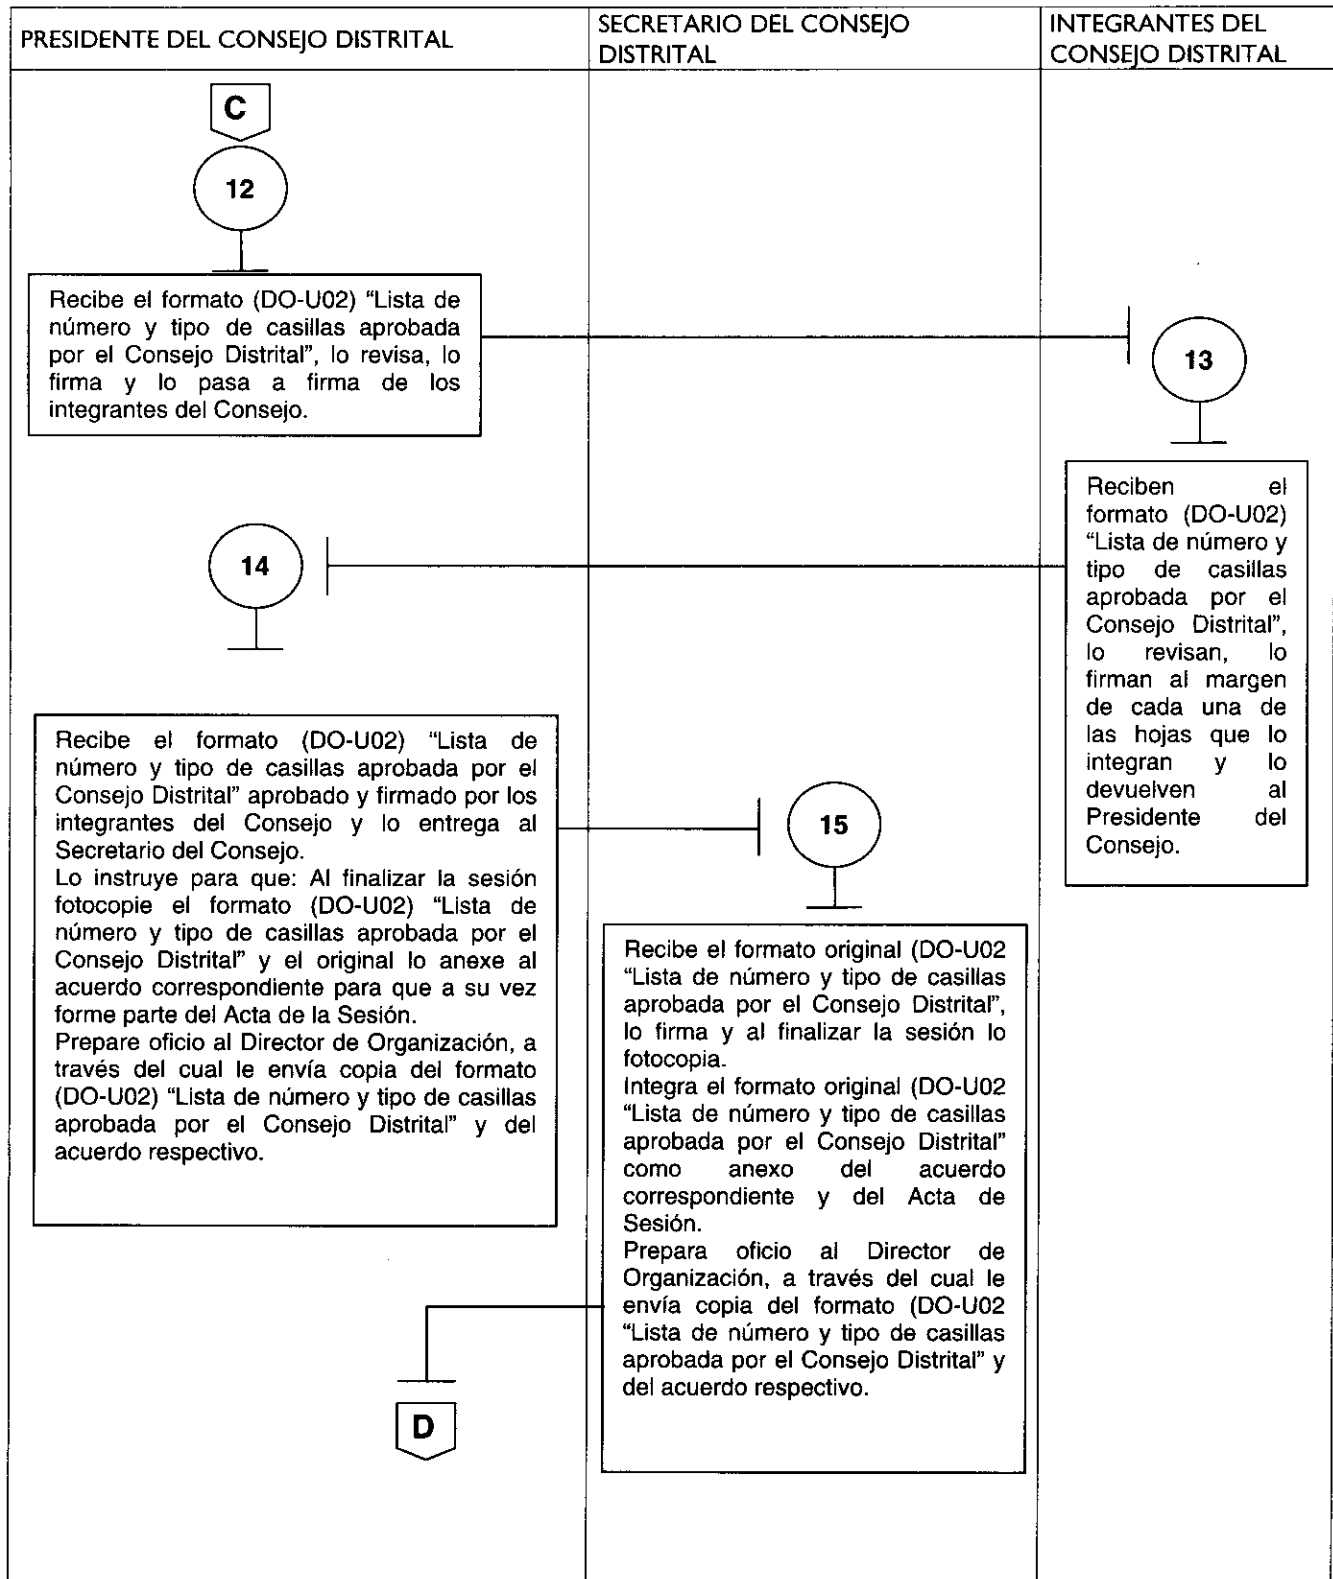 PRESIDENTE DEL CONSEJO DISTRITAL
SECRETARIO DEL CONSEJO
DISTRITAL
INTEGRANTES DEL
CONSEJO DISTRITAL
C
12
Recibe el formato (DO-U02) “Lista de
número y tipo de casillas aprobada
por el Consejo Distrital”, lo revisa, lo
firma y lo pasa a firma de los
integrantes del Consejo.
13
Reciben el
formato (DO-U02)
“Lista de número y
tipo de casillas
aprobada por el
Consejo Distrital”,
lo revisan, lo
firman al margen
de cada una de
las hojas que lo
integran y lo
devuelven al
Presidente del
Consejo.
14
Recibe el formato (DO-U02) “Lista de
número y tipo de casillas aprobada por el
Consejo Distrital” aprobado y firmado por los
integrantes del Consejo y lo entrega al
Secretario del Consejo.
Lo instruye para que: Al finalizar la sesión
fotocopie el formato (DO-U02) “Lista de
número y tipo de casillas aprobada por el
Consejo Distrital” y el original lo anexe al
acuerdo correspondiente para que a su vez
forme parte del Acta de la Sesión.
Prepare oficio al Director de Organización, a
través del cual le envía copia del formato
(DO-U02) “Lista de número y tipo de casillas
aprobada por el Consejo Distrital” y del
acuerdo respectivo.
15
Recibe el formato original (DO-U02
“Lista de número y tipo de casillas
aprobada por el Consejo Distrital”,
lo firma y al finalizar la sesión lo
fotocopia.
Integra el formato original (DO-U02
“Lista de número y tipo de casillas
aprobada por el Consejo Distrital”
como anexo del acuerdo
correspondiente y del Acta de
Sesión.
Prepara oficio al Director de
Organización, a través del cual le
envía copia del formato (DO-U02
“Lista de número y tipo de casillas
aprobada por el Consejo Distrital” y
del acuerdo respectivo.
D